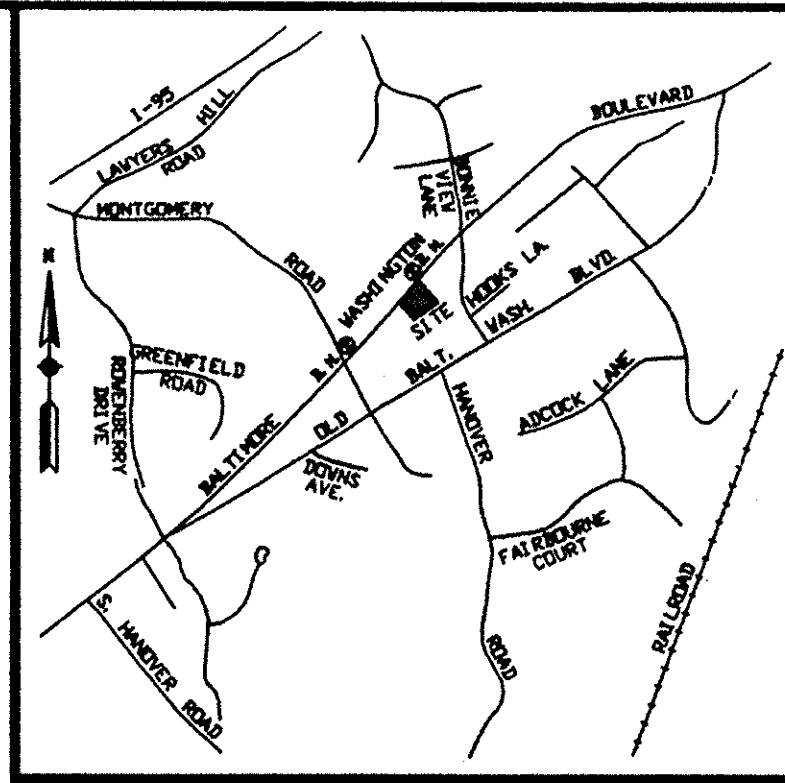 I-95
LAWYERS HILL
ROAD
MONTGOMERY
ROAD
BOULEVARD
BONNIE
VIEW
LANE
N
WASHINGTON
B.M.
SITE
HOOKS LA.
B.M.
GREENFIELD
ROAD
ROWENBERRY
DRIVE
BALTIMORE
OLD
BALT.
WASH.
BLVD.
DOWNS
AVE.
HANOVER
ADCOCK LANE
FAIRBOURNE
COURT
ROAD
RAILROAD
S. HANOVER ROAD